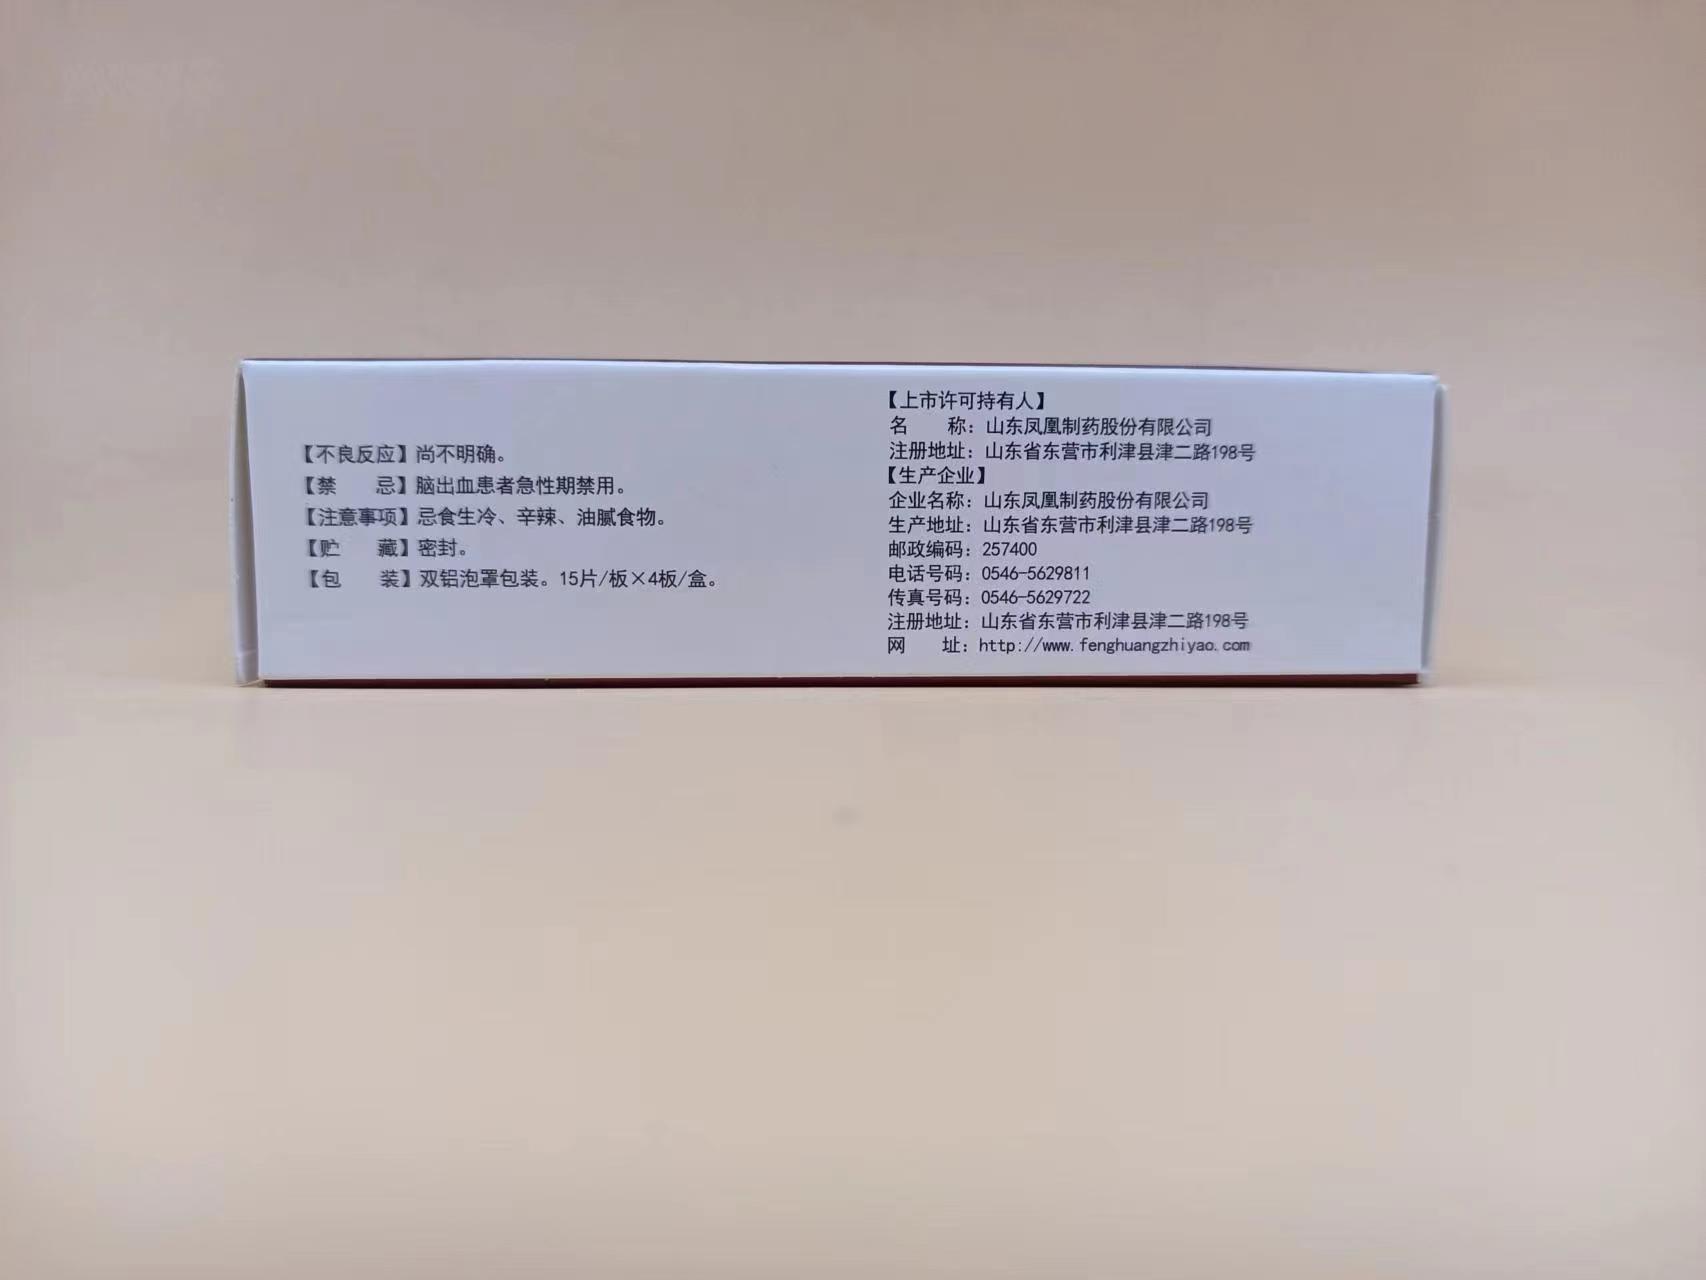 【不良反应】尚不明确。
【禁　　忌】脑出血患者急性期禁用。
【注意事项】忌食生冷、辛辣、油腻食物。
【贮　　藏】密封。
【包　　装】双铝泡罩包装。15片/板×4板/盒。
【上市许可持有人】
名　　称：山东凤凰制药股份有限公司
注册地址：山东省东营市利津县津二路198号
【生产企业】
企业名称：山东凤凰制药股份有限公司
生产地址：山东省东营市利津县津二路198号
邮政编码：257400
电话号码：0546-5629811
传真号码：0546-5629722
注册地址：山东省东营市利津县津二路198号
网　　址：http://www.fenghuangzhiyao.com